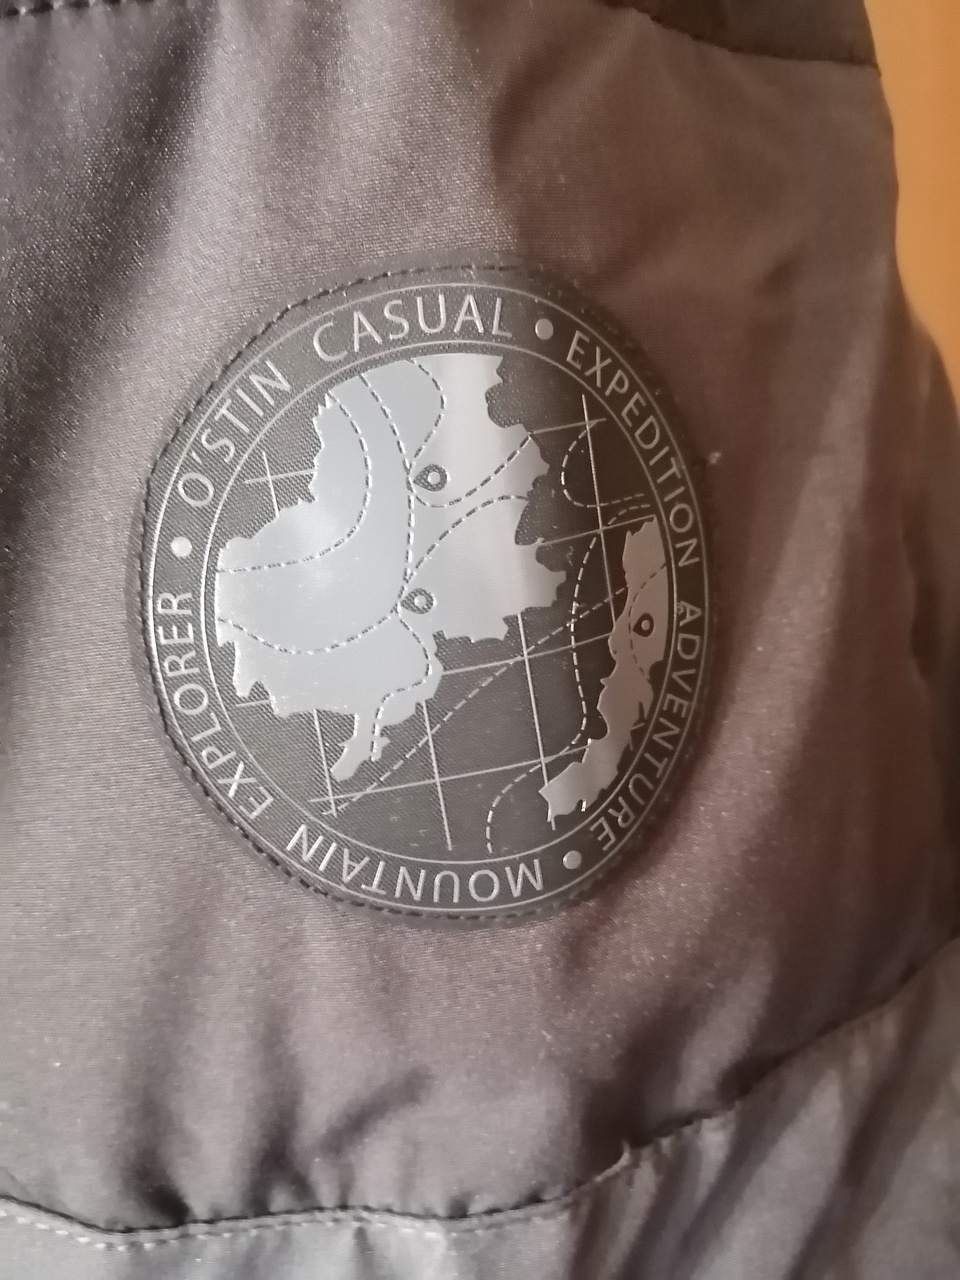 O'STIN CASUAL • EXPEDITION ADVENTURE • MOUNTAIN EXPLORER •